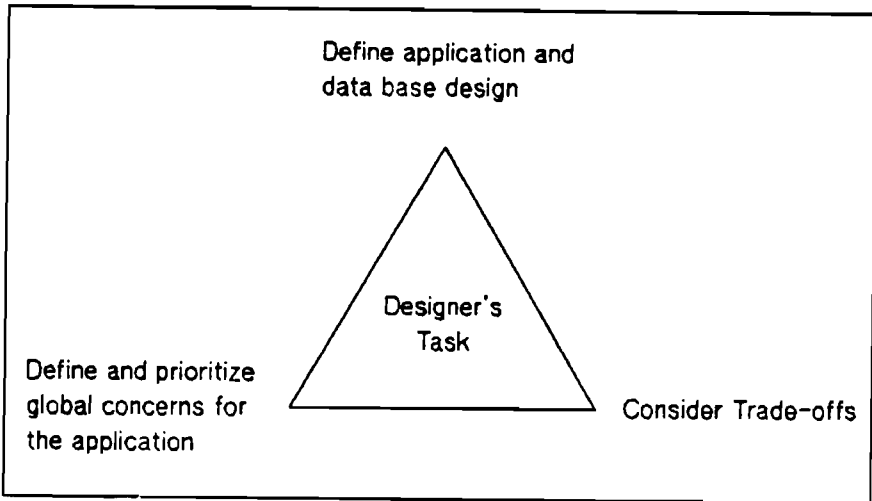 Define application and
data base design
Designer's
Task
Define and prioritize
global concerns for
the application
Consider Trade-offs